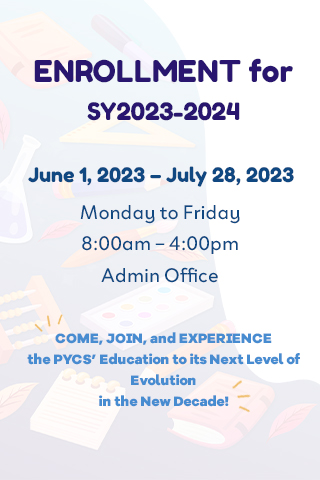 ENROLLMENT for
SY2023-2024
June 1, 2023 – July 28, 2023
Monday to Friday
8:00am – 4:00pm
Admin Office
COME, JOIN, and EXPERIENCE
the PYCS’ Education to its Next Level of
Evolution
in the New Decade!